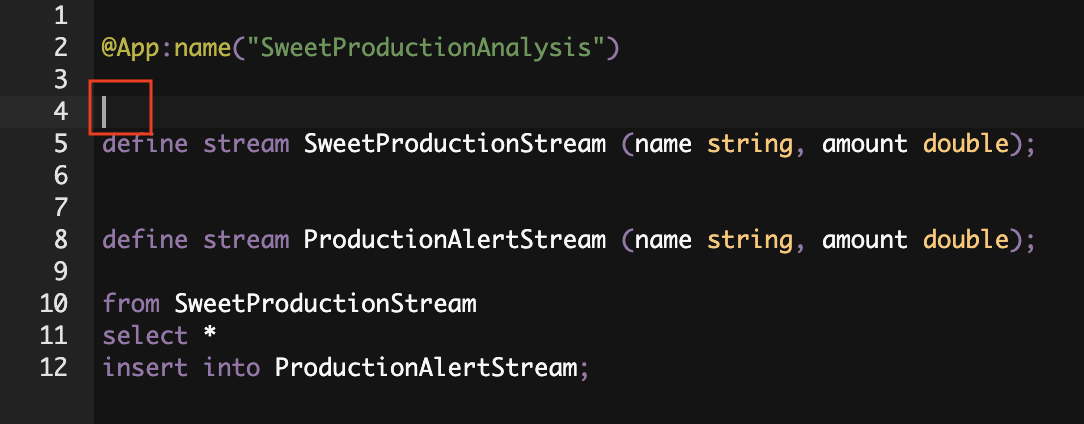 1
2 @App:name("SweetProductionAnalysis")
3
4
5 define stream SweetProductionStream (name string, amount double);
6
7
8 define stream ProductionAlertStream (name string, amount double);
9
10 from SweetProductionStream
11 select *
12 insert into ProductionAlertStream;